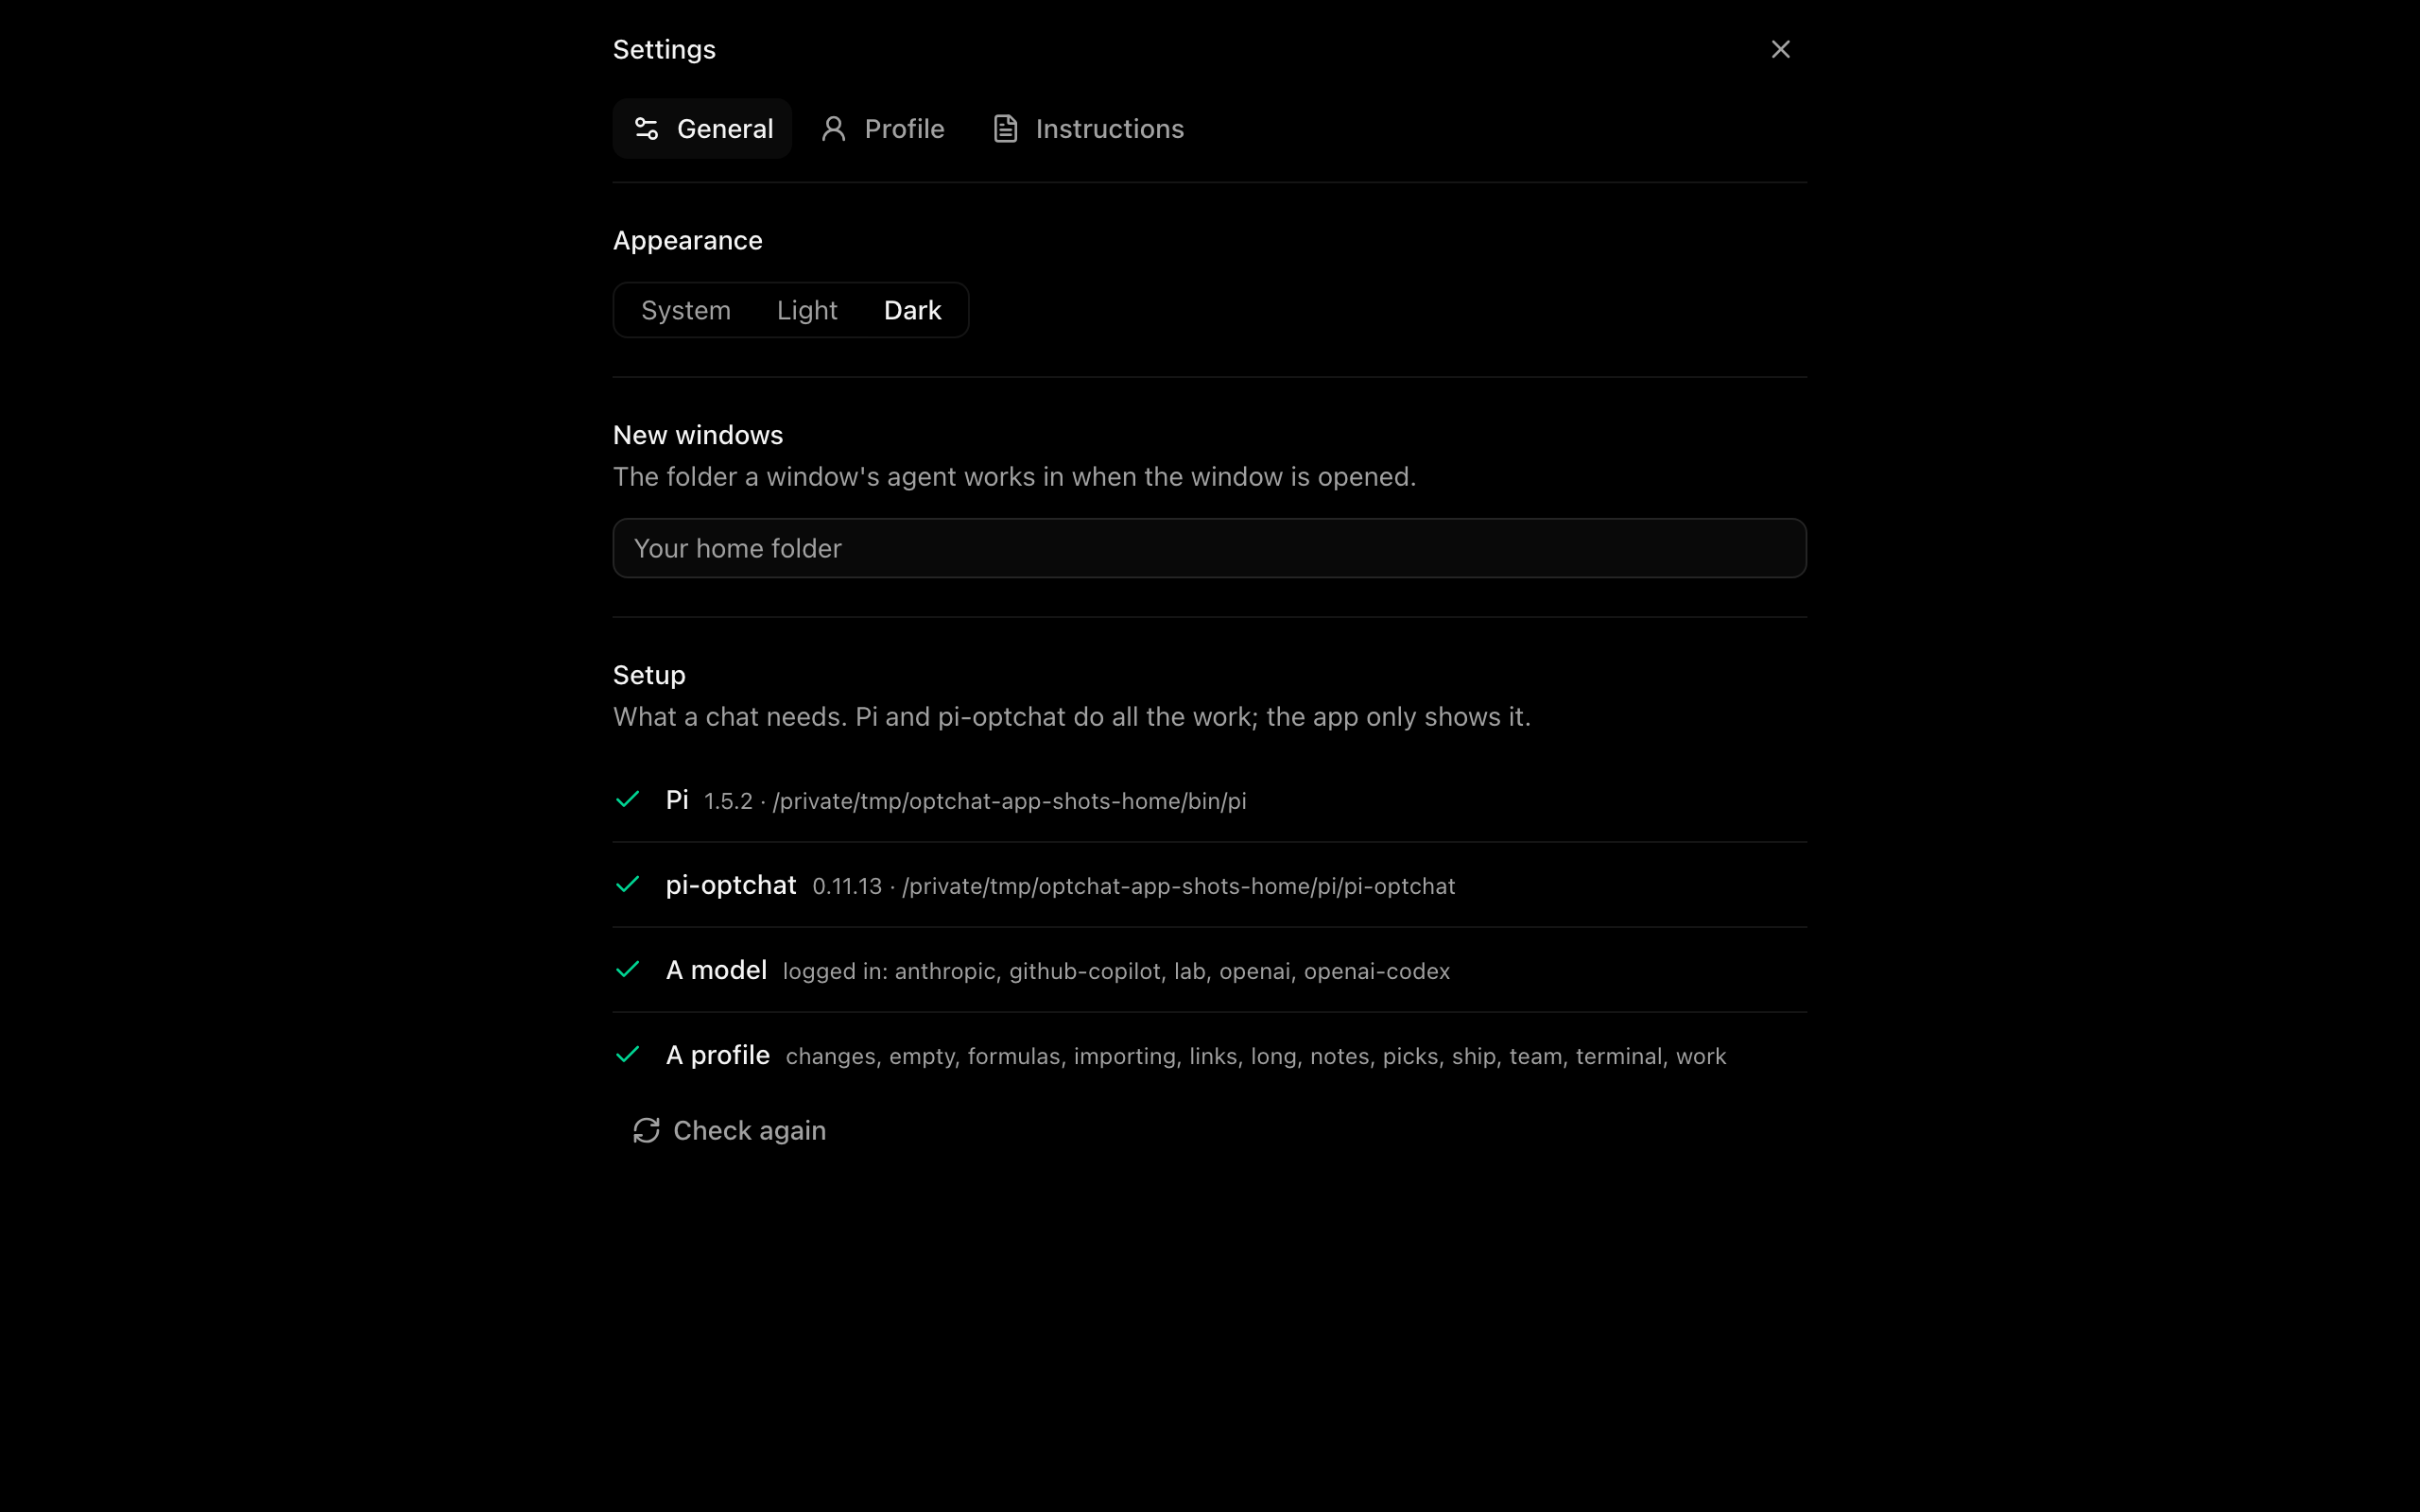 Settings
General Profile Instructions
Appearance
System Light Dark
New windows
The folder a window's agent works in when the window is opened.
Your home folder
Setup
What a chat needs. Pi and pi-optchat do all the work; the app only shows it.
Pi 1.5.2 · /private/tmp/optchat-app-shots-home/bin/pi
pi-optchat 0.11.13 · /private/tmp/optchat-app-shots-home/pi/pi-optchat
A model logged in: anthropic, github-copilot, lab, openai, openai-codex
A profile changes, empty, formulas, importing, links, long, notes, picks, ship, team, terminal, work
Check again